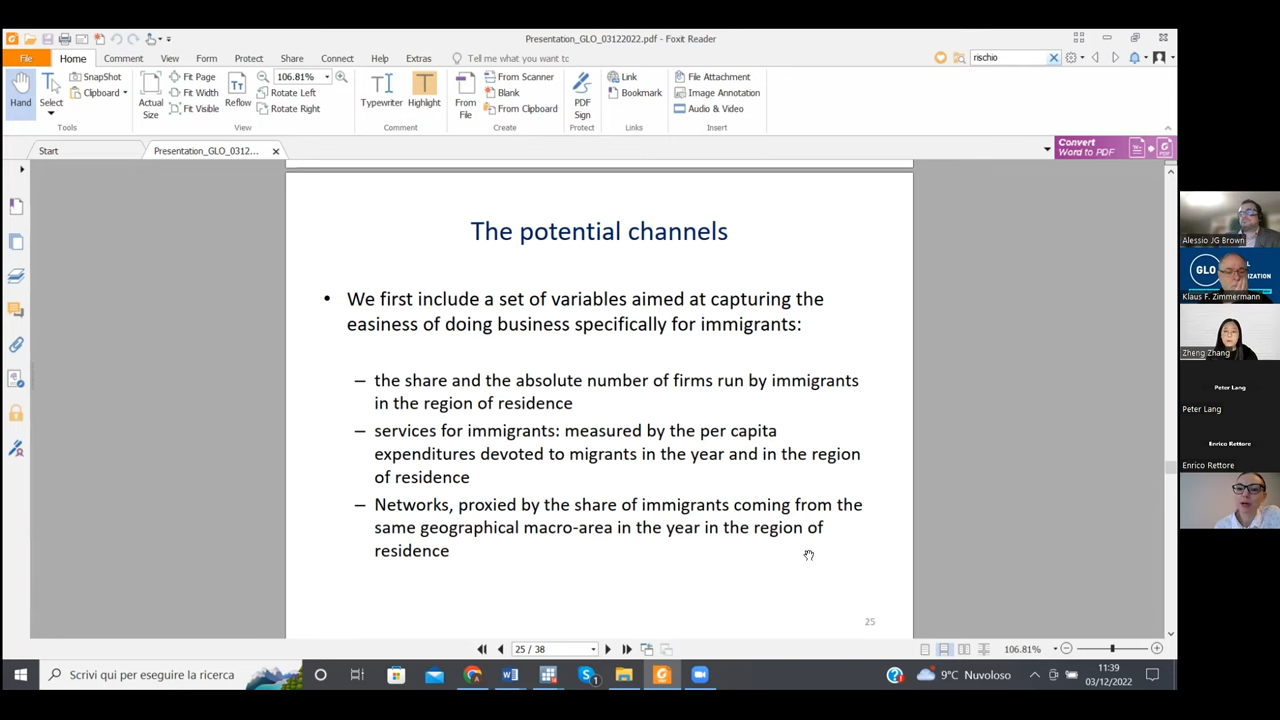 Presentation_GLO_03122022.pdf - Foxit Reader
File
Home
Comment
View
Form
Protect
Share
Connect
Help
Extras
Tell me what you want to
rischio
Hand
Select
SnapShot
Clipboard
Tools
Actual
Size
Fit Page
Fit Width
Fit Visible
Reflow
106.81%
Rotate Left
Rotate Right
View
Typewriter
Highlight
Comment
From
File
From Scanner
Blank
From Clipboard
Create
PDF
Sign
Protect
Link
Bookmark
Links
File Attachment
Image Annotation
Audio & Video
Insert
Start
Presentation_GLO_0312...
Convert
Word to PDF
The potential channels
• We first include a set of variables aimed at capturing the
easiness of doing business specifically for immigrants:
– the share and the absolute number of firms run by immigrants
in the region of residence
– services for immigrants: measured by the per capita
expenditures devoted to migrants in the year and in the region
of residence
– Networks, proxied by the share of immigrants coming from the
same geographical macro-area in the year in the region of
residence
25
25 / 38
106.81%
Alessio JG Brown
GLO
Klaus F. Zimmermann
Zheng Zhang
Peter Lang
Peter Lang
Enrico Rettore
Enrico Rettore
Scrivi qui per eseguire la ricerca
9°C Nuvoloso
11:39
03/12/2022